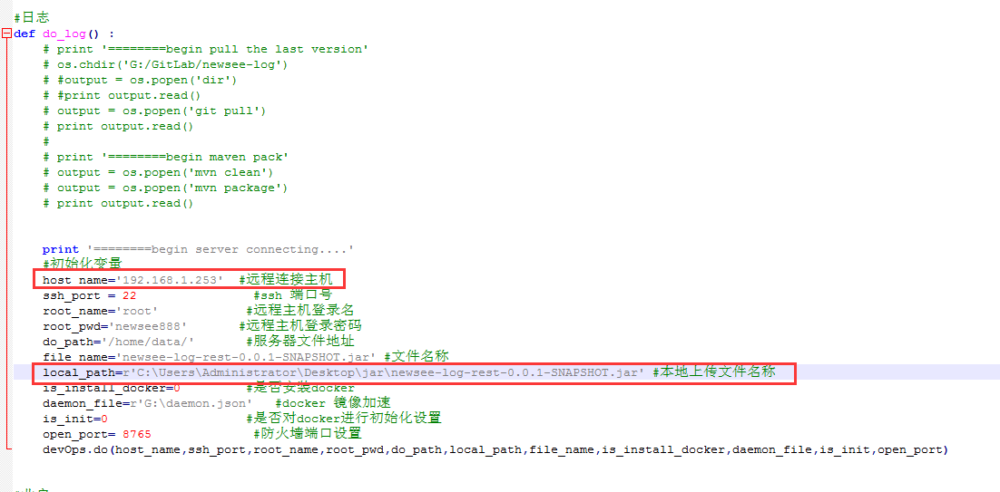 #日志
def do_log() :
# print '========begin pull the last version'
# os.chdir('G:/GitLab/newsee-log')
# #output = os.popen('dir')
# #print output.read()
# output = os.popen('git pull')
# print output.read()
#
# print '========begin maven pack'
# output = os.popen('mvn clean')
# output = os.popen('mvn package')
# print output.read()
print '========begin server connecting....'
#初始化变量
host_name='192.168.1.253' #远程连接主机
ssh_port = 22 #ssh 端口号
root_name='root' #远程主机登录名
root_pwd='newsee888' #远程主机登录密码
do_path='/home/data/' #服务器文件地址
file_name='newsee-log-rest-0.0.1-SNAPSHOT.jar' #文件名称
local_path=r'C:\Users\Administrator\Desktop\jar\newsee-log-rest-0.0.1-SNAPSHOT.jar' #本地上传文件名称
is_install_docker=0 #是否安装docker
daemon_file=r'G:\daemon.json' #docker 镜像加速
is_init=0 #是否对docker进行初始化设置
open_port= 8765 #防火墙端口设置
devOps.do(host_name,ssh_port,root_name,root_pwd,do_path,local_path,file_name,is_install_docker,daemon_file,is_init,open_port)